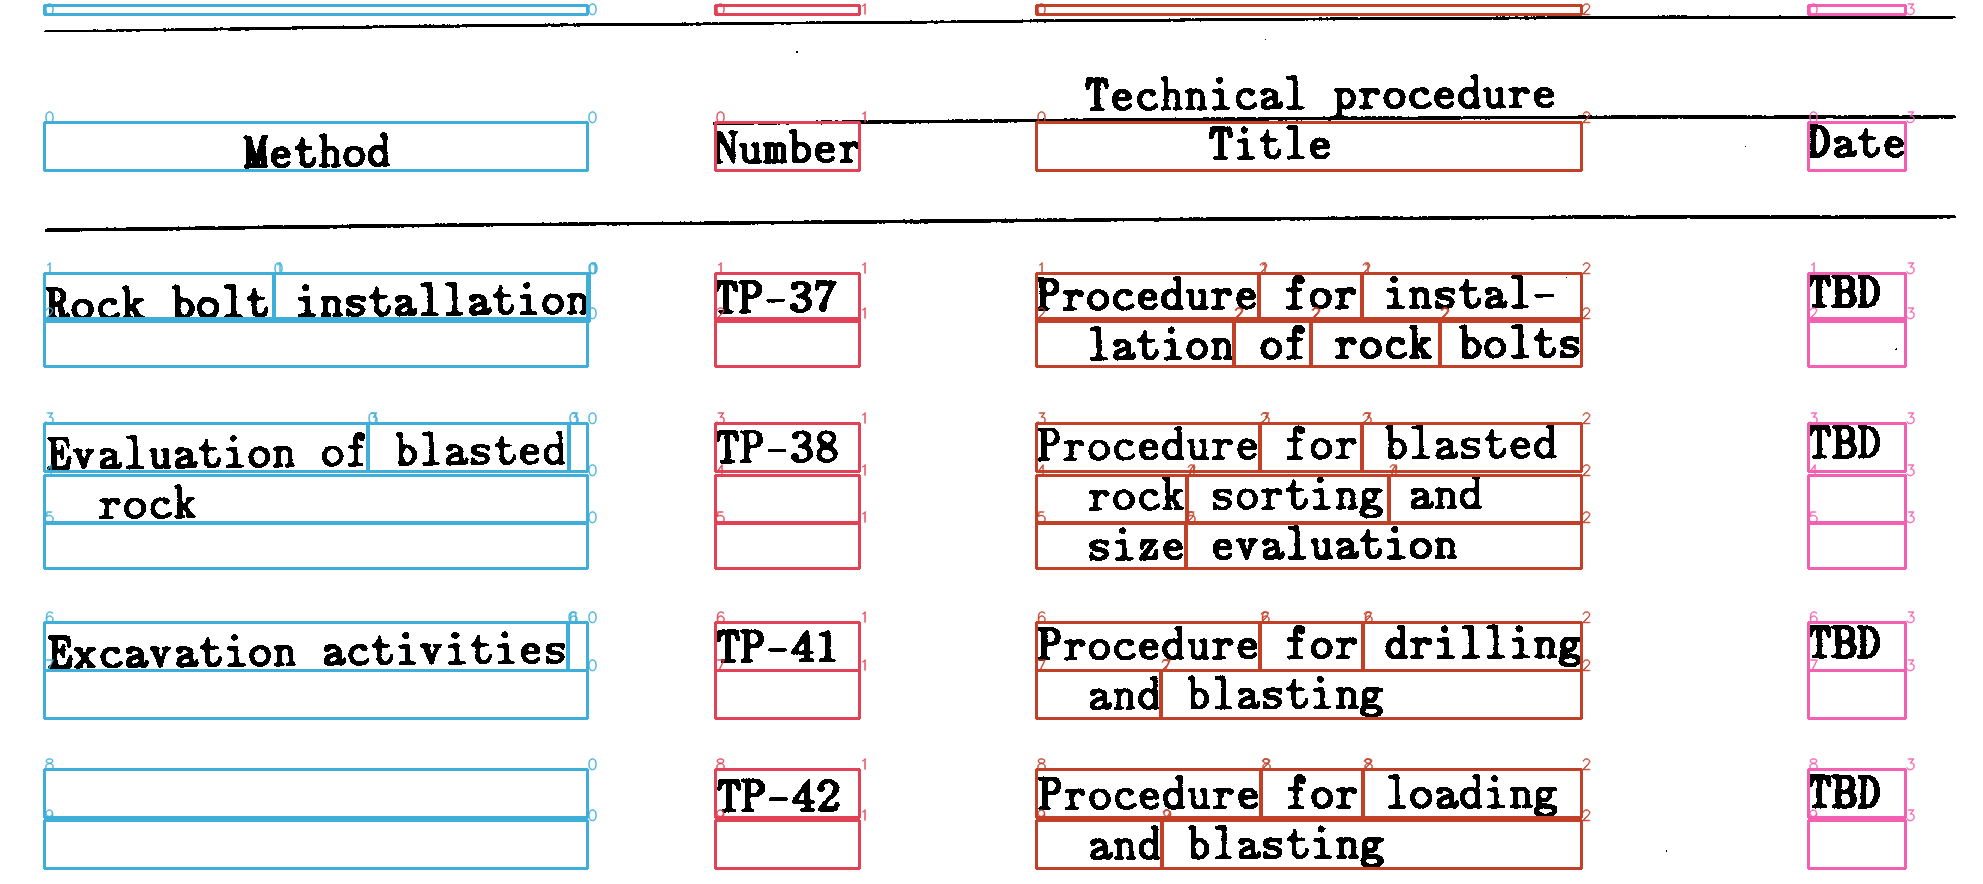 Technical procedure
Method Number Title Date
Rock bolt installation TP-37 Procedure for instal- TBD
lation of rock bolts
Evaluation of blasted TP-38 Procedure for blasted TBD
rock rock sorting and
size evaluation
Excavation activities TP-41 Procedure for drilling TBD
and blasting
TP-42 Procedure for loading TBD
and blasting